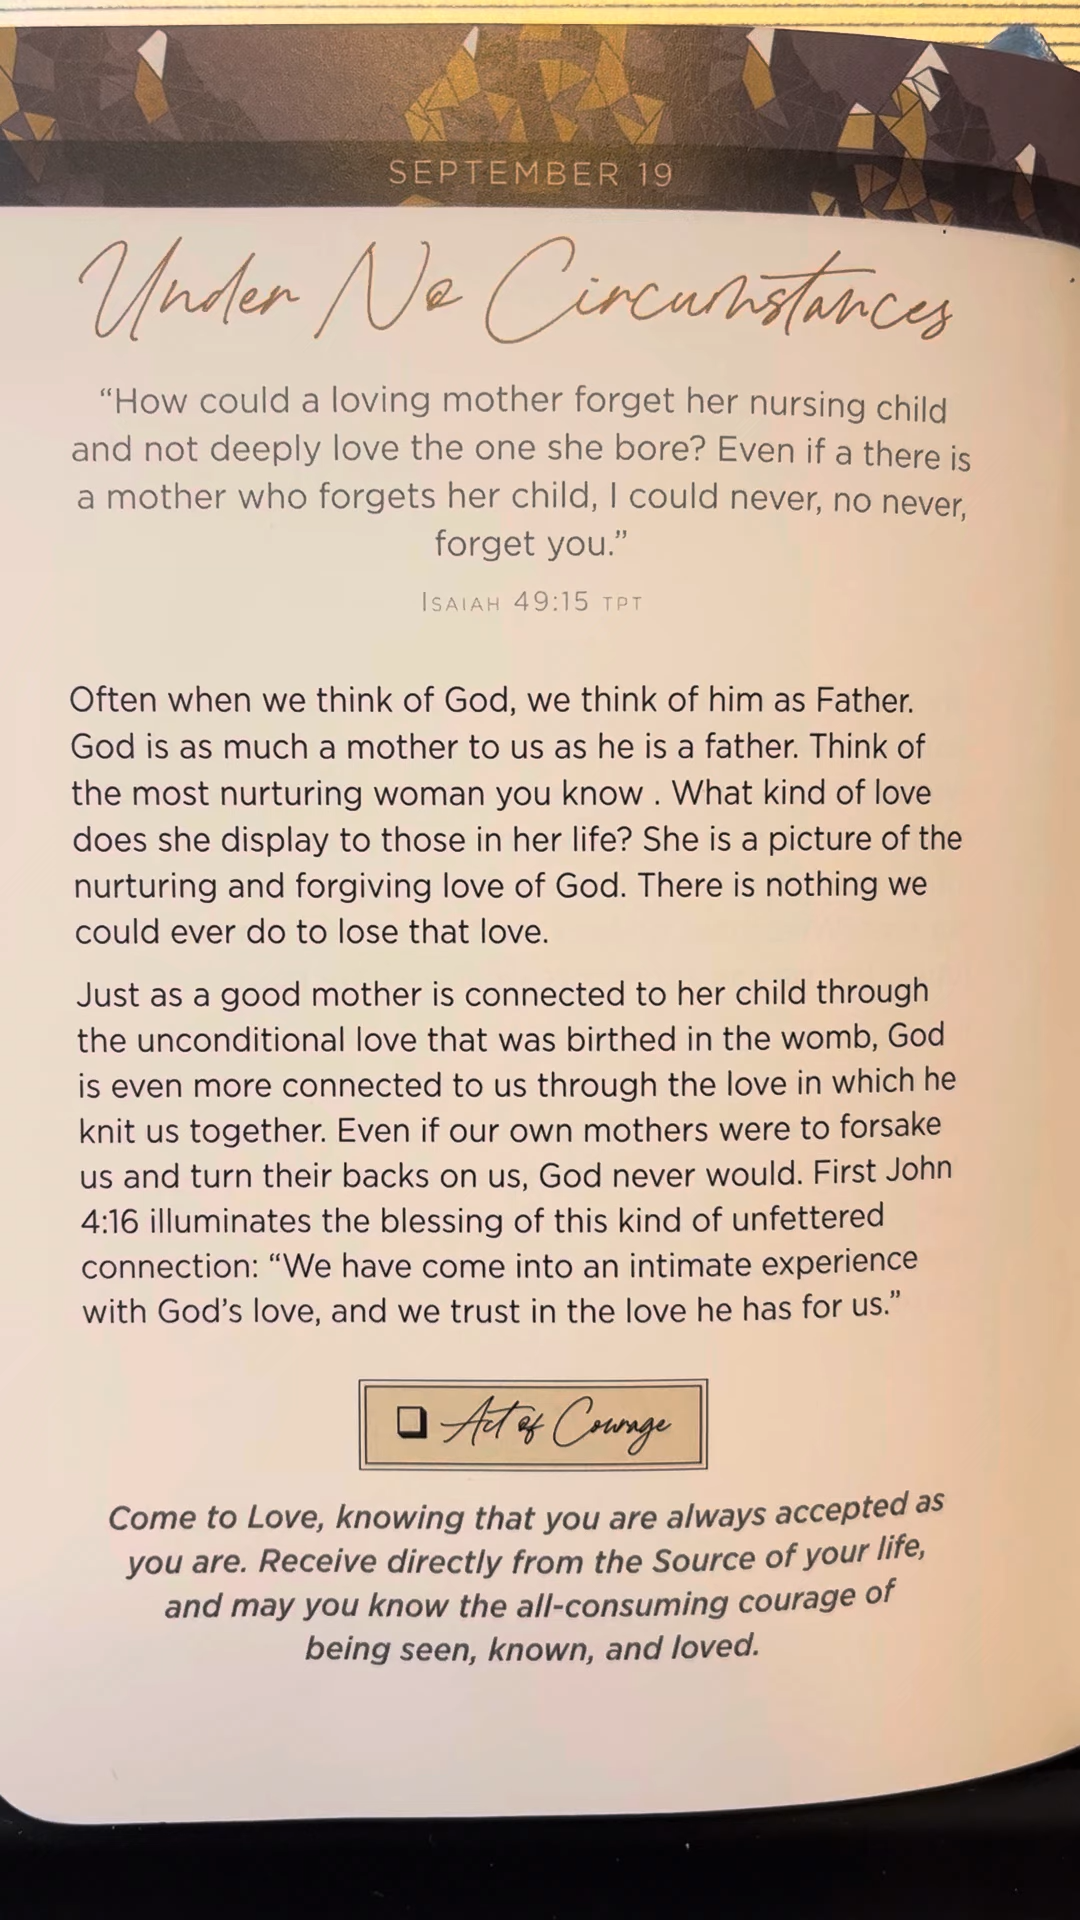 SEPTEMBER 19
Under No Circumstances
“How could a loving mother forget her nursing child
and not deeply love the one she bore? Even if a there is
a mother who forgets her child, I could never, no never,
forget you.”
ISAIAH 49:15 TPT
Often when we think of God, we think of him as Father.
God is as much a mother to us as he is a father. Think of
the most nurturing woman you know . What kind of love
does she display to those in her life? She is a picture of the
nurturing and forgiving love of God. There is nothing we
could ever do to lose that love.
Just as a good mother is connected to her child through
the unconditional love that was birthed in the womb, God
is even more connected to us through the love in which he
knit us together. Even if our own mothers were to forsake
us and turn their backs on us, God never would. First John
4:16 illuminates the blessing of this kind of unfettered
connection: “We have come into an intimate experience
with God’s love, and we trust in the love he has for us.”
❏ Act of Courage
Come to Love, knowing that you are always accepted as
you are. Receive directly from the Source of your life,
and may you know the all-consuming courage of
being seen, known, and loved.